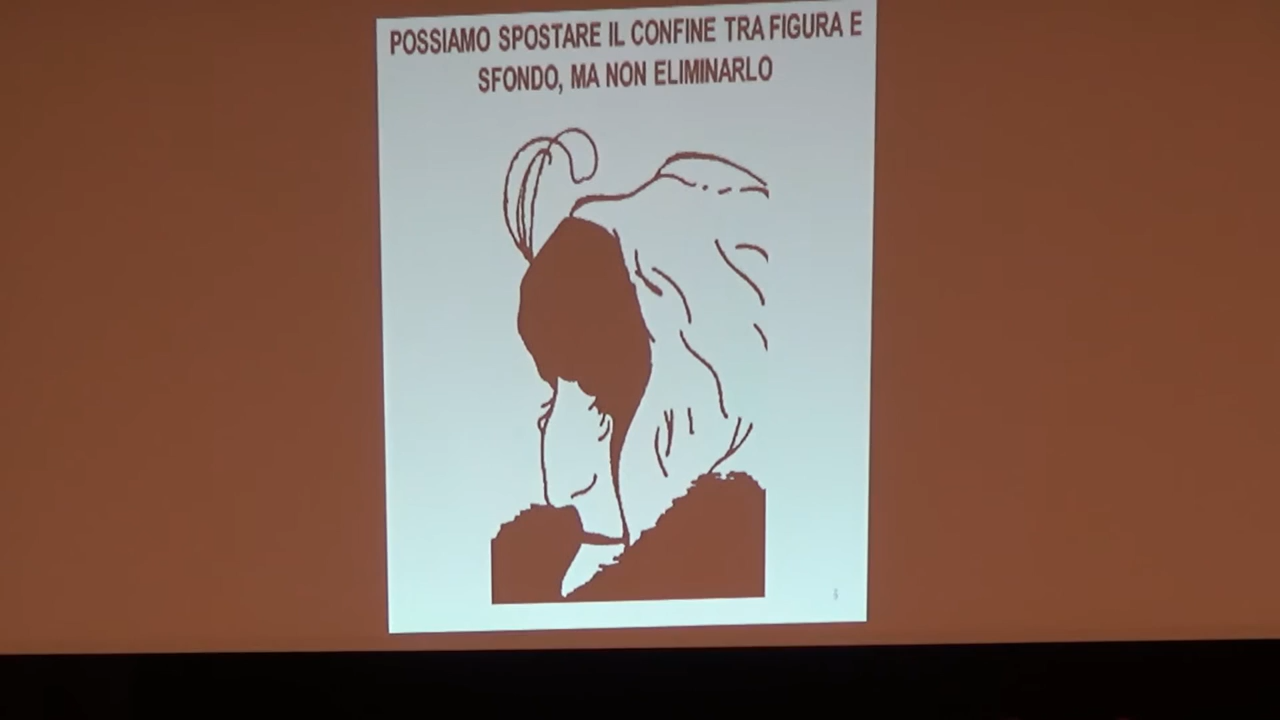 POSSIAMO SPOSTARE IL CONFINE TRA FIGURA E
SFONDO, MA NON ELIMINARLO